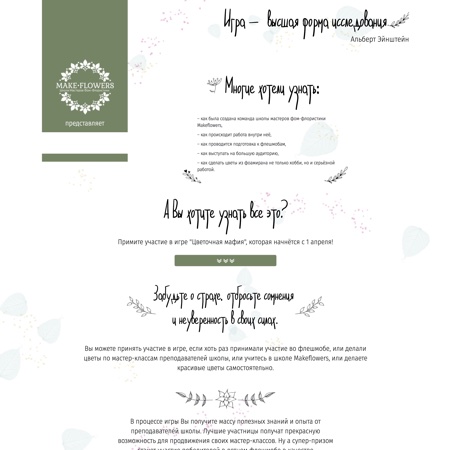 Игра — высшая форма исследования
Альберт Эйнштейн
MAKE-FLOWERS
представляет
Многие хотели узнать:
- как была создана команда школы мастеров фом-флористики
Makeflowers,
- как происходит работа внутри неё,
- как проводится подготовка к флешмобам,
- как выступать на большую аудиторию,
- как сделать цветы из фоамирана не только хобби, но и серьёзной
работой.
А Вы хотите узнать все это?
Примите участие в игре "Цветочная мафия", которая начнётся с 1 апреля!
Забудьте о страхе, отбросьте сомнения
и неуверенность в своих силах.
Вы можете принять участие в игре, если хоть раз принимали участие во флешмобе, или делали
цветы по мастер-классам преподавателей школы, или учитесь в школе Makeflowers, или делаете
красивые цветы самостоятельно.
В процессе игры Вы получите массу полезных знаний и опыта от
преподавателей школы. Лучшие участницы получат прекрасную
возможность для продвижения своих мастер-классов. Ну а супер-призом